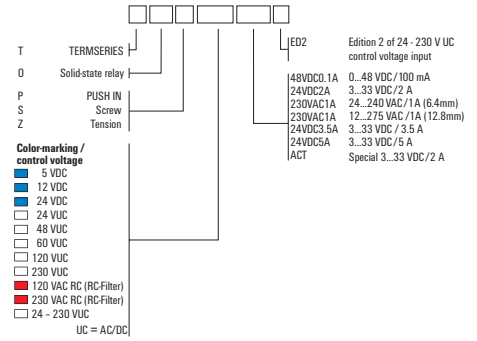 T TERMSERIES
O Solid-state relay
P PUSH IN
S Screw
Z Tension
Color-marking /
control voltage
5 VDC
12 VDC
24 VDC
24 VUC
48 VUC
60 VUC
120 VUC
230 VUC
120 VAC RC (RC-Filter)
230 VAC RC (RC-Filter)
24 - 230 VUC
UC = AC/DC
ED2 Edition 2 of 24 - 230 V UC
control voltage input
48VDC0.1A 0...48 VDC/100 mA
24VDC2A 3...33 VDC/2 A
230VAC1A 24...240 VAC/1A (6.4mm)
230VAC1A 12...275 VAC/1A (12.8mm)
24VDC3.5A 3...33 VDC / 3.5 A
24VDC5A 3...33 VDC/5 A
ACT Special 3...33 VDC/2 A